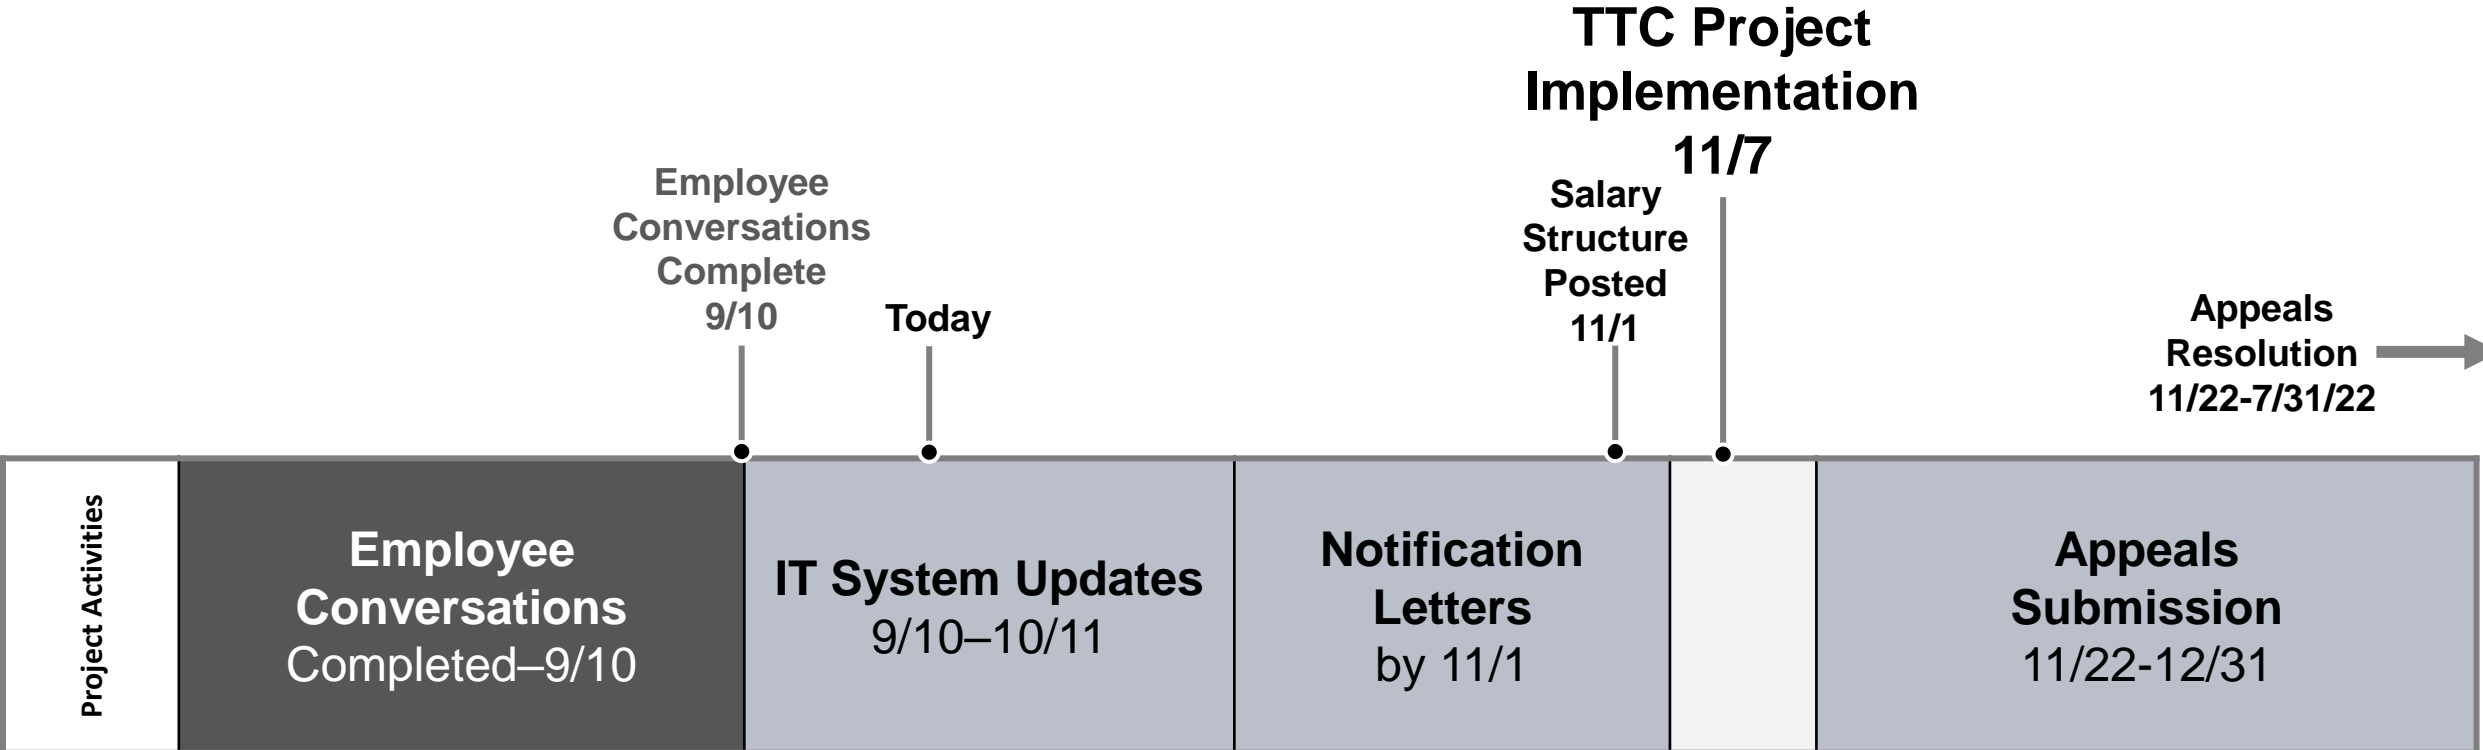 TTC Project
Implementation
11/7
Employee
Conversations
Complete
9/10
Today
Salary
Structure
Posted
11/1
Appeals
Resolution
11/22-7/31/22
Project Activities
Employee
Conversations
Completed–9/10
IT System Updates
9/10–10/11
Notification
Letters
by 11/1
Appeals
Submission
11/22-12/31